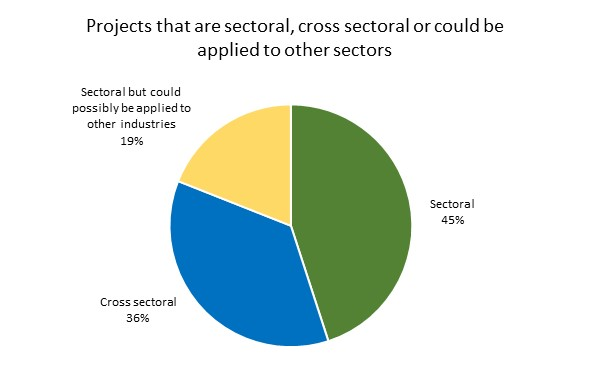 Projects that are sectoral, cross sectoral or could be
applied to other sectors
Sectoral but could
possibly be applied to
other industries
19%
Sectoral
45%
Cross sectoral
36%